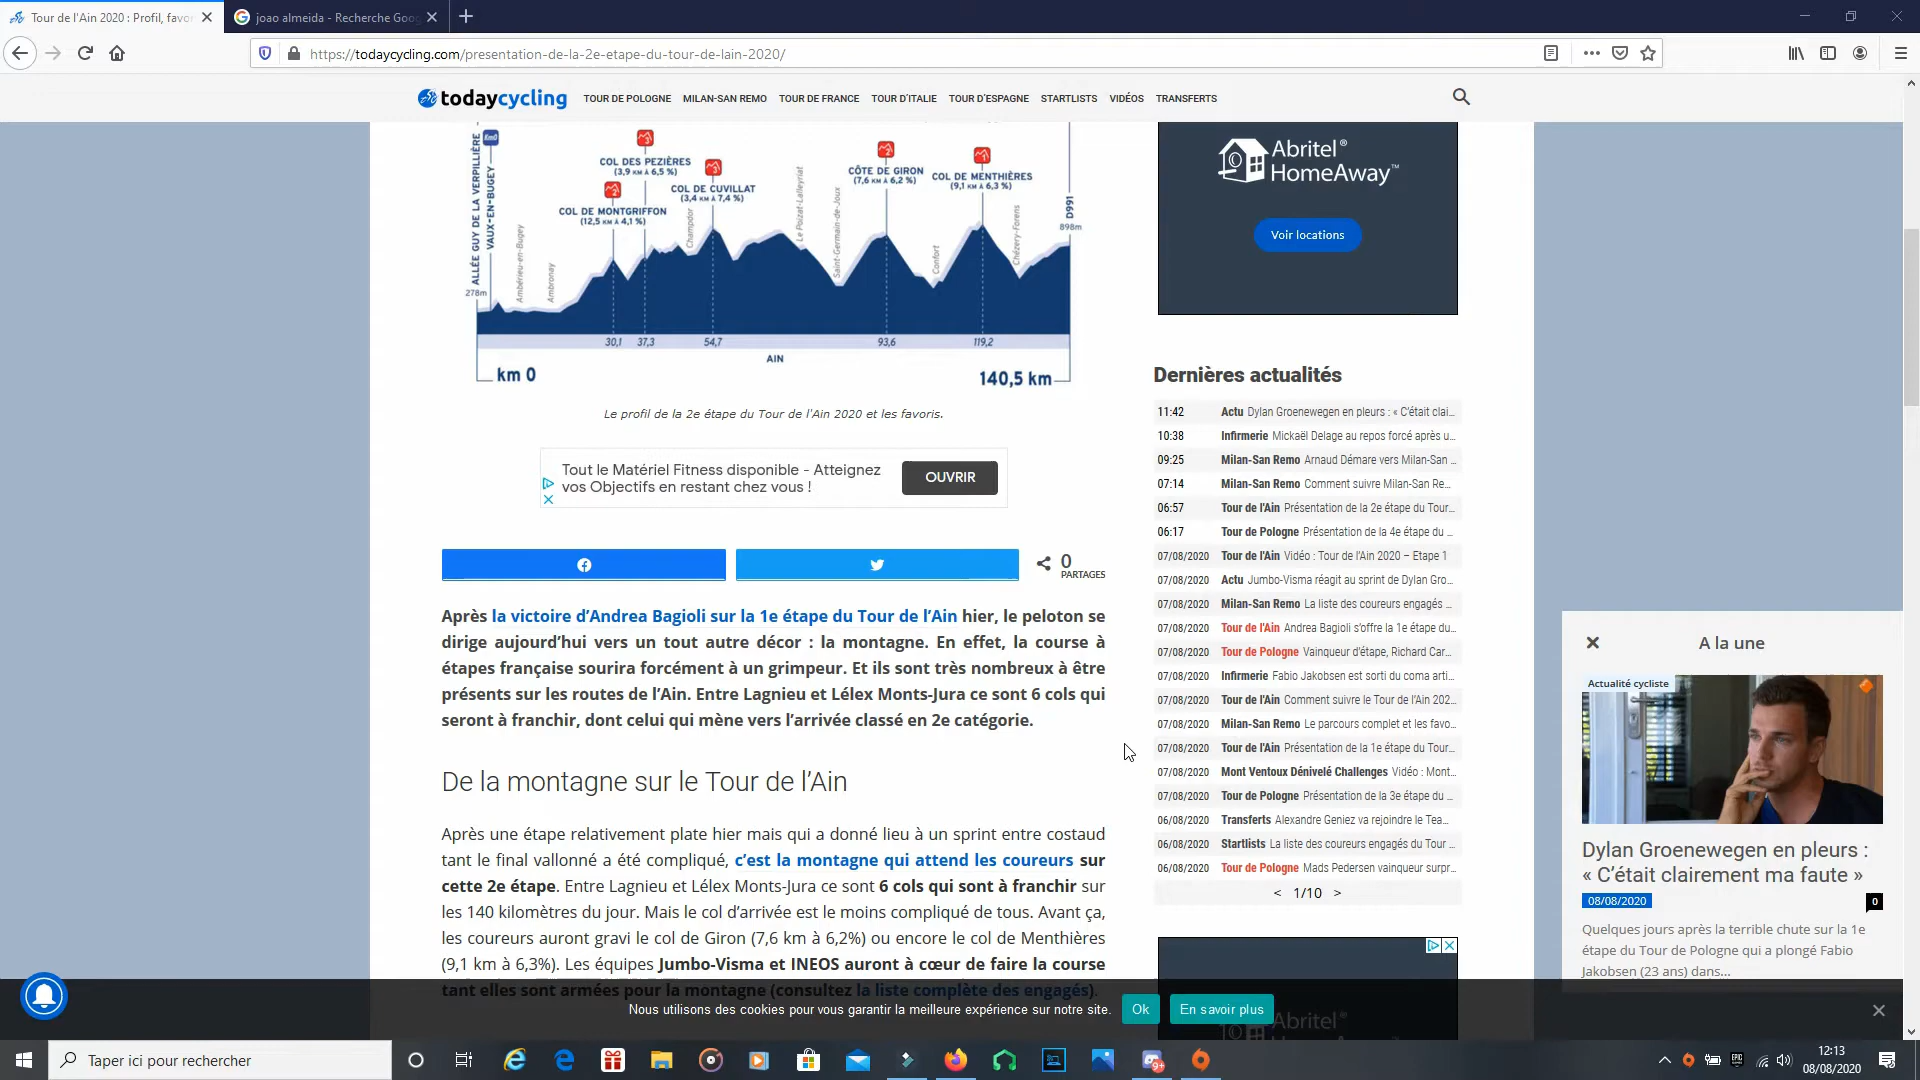 Tour de l'Ain 2020 : Profil, favor
joao almeida - Recherche Goo
https://todaycycling.com/presentation-de-la-2e-etape-du-tour-de-lain-2020/
todaycycling
TOUR DE POLOGNE MILAN-SAN REMO TOUR DE FRANCE TOUR D'ITALIE TOUR D'ESPAGNE STARTLISTS VIDÉOS TRANSFERTS
ALLÉE GUY DE LA VERPILLIÈRE
VAUX-EN-BUGEY
Km0
278m
Ambérieu-en-Bugey
Ambronay
2
COL DE MONTGRIFFON
(12,5 KM À 4,1 %)
3
COL DES PEZIÈRES
(3,9 KM À 6,5 %)
Champdor
3
COL DE CUVILLAT
(3,4 KM À 7,4 %)
Le Poizat-Lalleyriat
Saint-Germain-de-Joux
2
CÔTE DE GIRON
(7,6 KM À 6,2 %)
Confort
1
COL DE MENTHIÈRES
(9,1 KM À 6,3 %)
Chézery-Forens
D991
898m
30,1 37,3 54,7 93,6 119,2
AIN
km 0 140,5 km
Le profil de la 2e étape du Tour de l'Ain 2020 et les favoris.
Tout le Matériel Fitness disponible - Atteignez
vos Objectifs en restant chez vous !
OUVRIR
0
PARTAGES
Après la victoire d'Andrea Bagioli sur la 1e étape du Tour de l'Ain hier, le peloton se
dirige aujourd'hui vers un tout autre décor : la montagne. En effet, la course à
étapes française sourira forcément à un grimpeur. Et ils sont très nombreux à être
présents sur les routes de l'Ain. Entre Lagnieu et Lélex Monts-Jura ce sont 6 cols qui
seront à franchir, dont celui qui mène vers l'arrivée classé en 2e catégorie.
De la montagne sur le Tour de l'Ain
Après une étape relativement plate hier mais qui a donné lieu à un sprint entre costaud
tant le final vallonné a été compliqué, c'est la montagne qui attend les coureurs sur
cette 2e étape. Entre Lagnieu et Lélex Monts-Jura ce sont 6 cols qui sont à franchir sur
les 140 kilomètres du jour. Mais le col d'arrivée est le moins compliqué de tous. Avant ça,
les coureurs auront gravi le col de Giron (7,6 km à 6,2%) ou encore le col de Menthières
(9,1 km à 6,3%). Les équipes Jumbo-Visma et INEOS auront à cœur de faire la course
tant elles sont armées pour la montagne (consultez la liste complète des engagés).
Abritel®
HomeAway™
Voir locations
Dernières actualités
11:42 Actu Dylan Groenewegen en pleurs : « C'était clai...
10:38 Infirmerie Mickaël Delage au repos forcé après u...
09:25 Milan-San Remo Arnaud Démare vers Milan-San ...
07:14 Milan-San Remo Comment suivre Milan-San Re...
06:57 Tour de l'Ain Présentation de la 2e étape du Tour...
06:17 Tour de Pologne Présentation de la 4e étape du ...
07/08/2020 Tour de l'Ain Vidéo : Tour de l'Ain 2020 – Etape 1
07/08/2020 Actu Jumbo-Visma réagit au sprint de Dylan Gro...
07/08/2020 Milan-San Remo La liste des coureurs engagés ...
07/08/2020 Tour de l'Ain Andrea Bagioli s'offre la 1e étape du...
07/08/2020 Tour de Pologne Vainqueur d'étape, Richard Car...
07/08/2020 Infirmerie Fabio Jakobsen est sorti du coma arti...
07/08/2020 Tour de l'Ain Comment suivre le Tour de l'Ain 202...
07/08/2020 Milan-San Remo Le parcours complet et les favo...
07/08/2020 Tour de l'Ain Présentation de la 1e étape du Tour...
07/08/2020 Mont Ventoux Dénivelé Challenges Vidéo : Mont...
07/08/2020 Tour de Pologne Présentation de la 3e étape du ...
06/08/2020 Transferts Alexandre Geniez va rejoindre le Tea...
06/08/2020 Startlists La liste des coureurs engagés du Tour ...
06/08/2020 Tour de Pologne Mads Pedersen vainqueur surpr...
< 1/10 >
Abritel®
A la une
Actualité cycliste
Dylan Groenewegen en pleurs :
« C'était clairement ma faute »
08/08/2020 0
Quelques jours après la terrible chute sur la 1e
étape du Tour de Pologne qui a plongé Fabio
Jakobsen (23 ans) dans...
Nous utilisons des cookies pour vous garantir la meilleure expérience sur notre site. Ok En savoir plus
Taper ici pour rechercher
9+
EPIC
12:13
08/08/2020